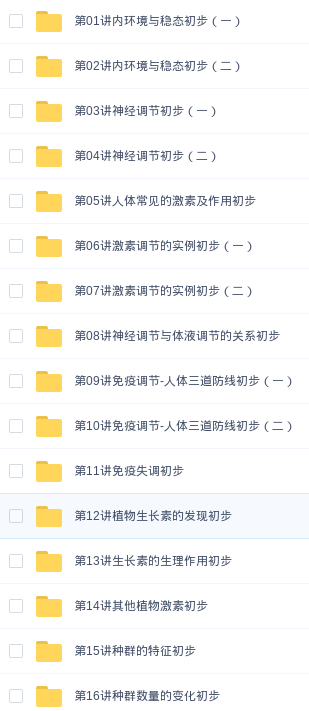 第01讲内环境与稳态初步（一）
第02讲内环境与稳态初步（二）
第03讲神经调节初步（一）
第04讲神经调节初步（二）
第05讲人体常见的激素及作用初步
第06讲激素调节的实例初步（一）
第07讲激素调节的实例初步（二）
第08讲神经调节与体液调节的关系初步
第09讲免疫调节-人体三道防线初步（一）
第10讲免疫调节-人体三道防线初步（二）
第11讲免疫失调初步
第12讲植物生长素的发现初步
第13讲生长素的生理作用初步
第14讲其他植物激素初步
第15讲种群的特征初步
第16讲种群数量的变化初步